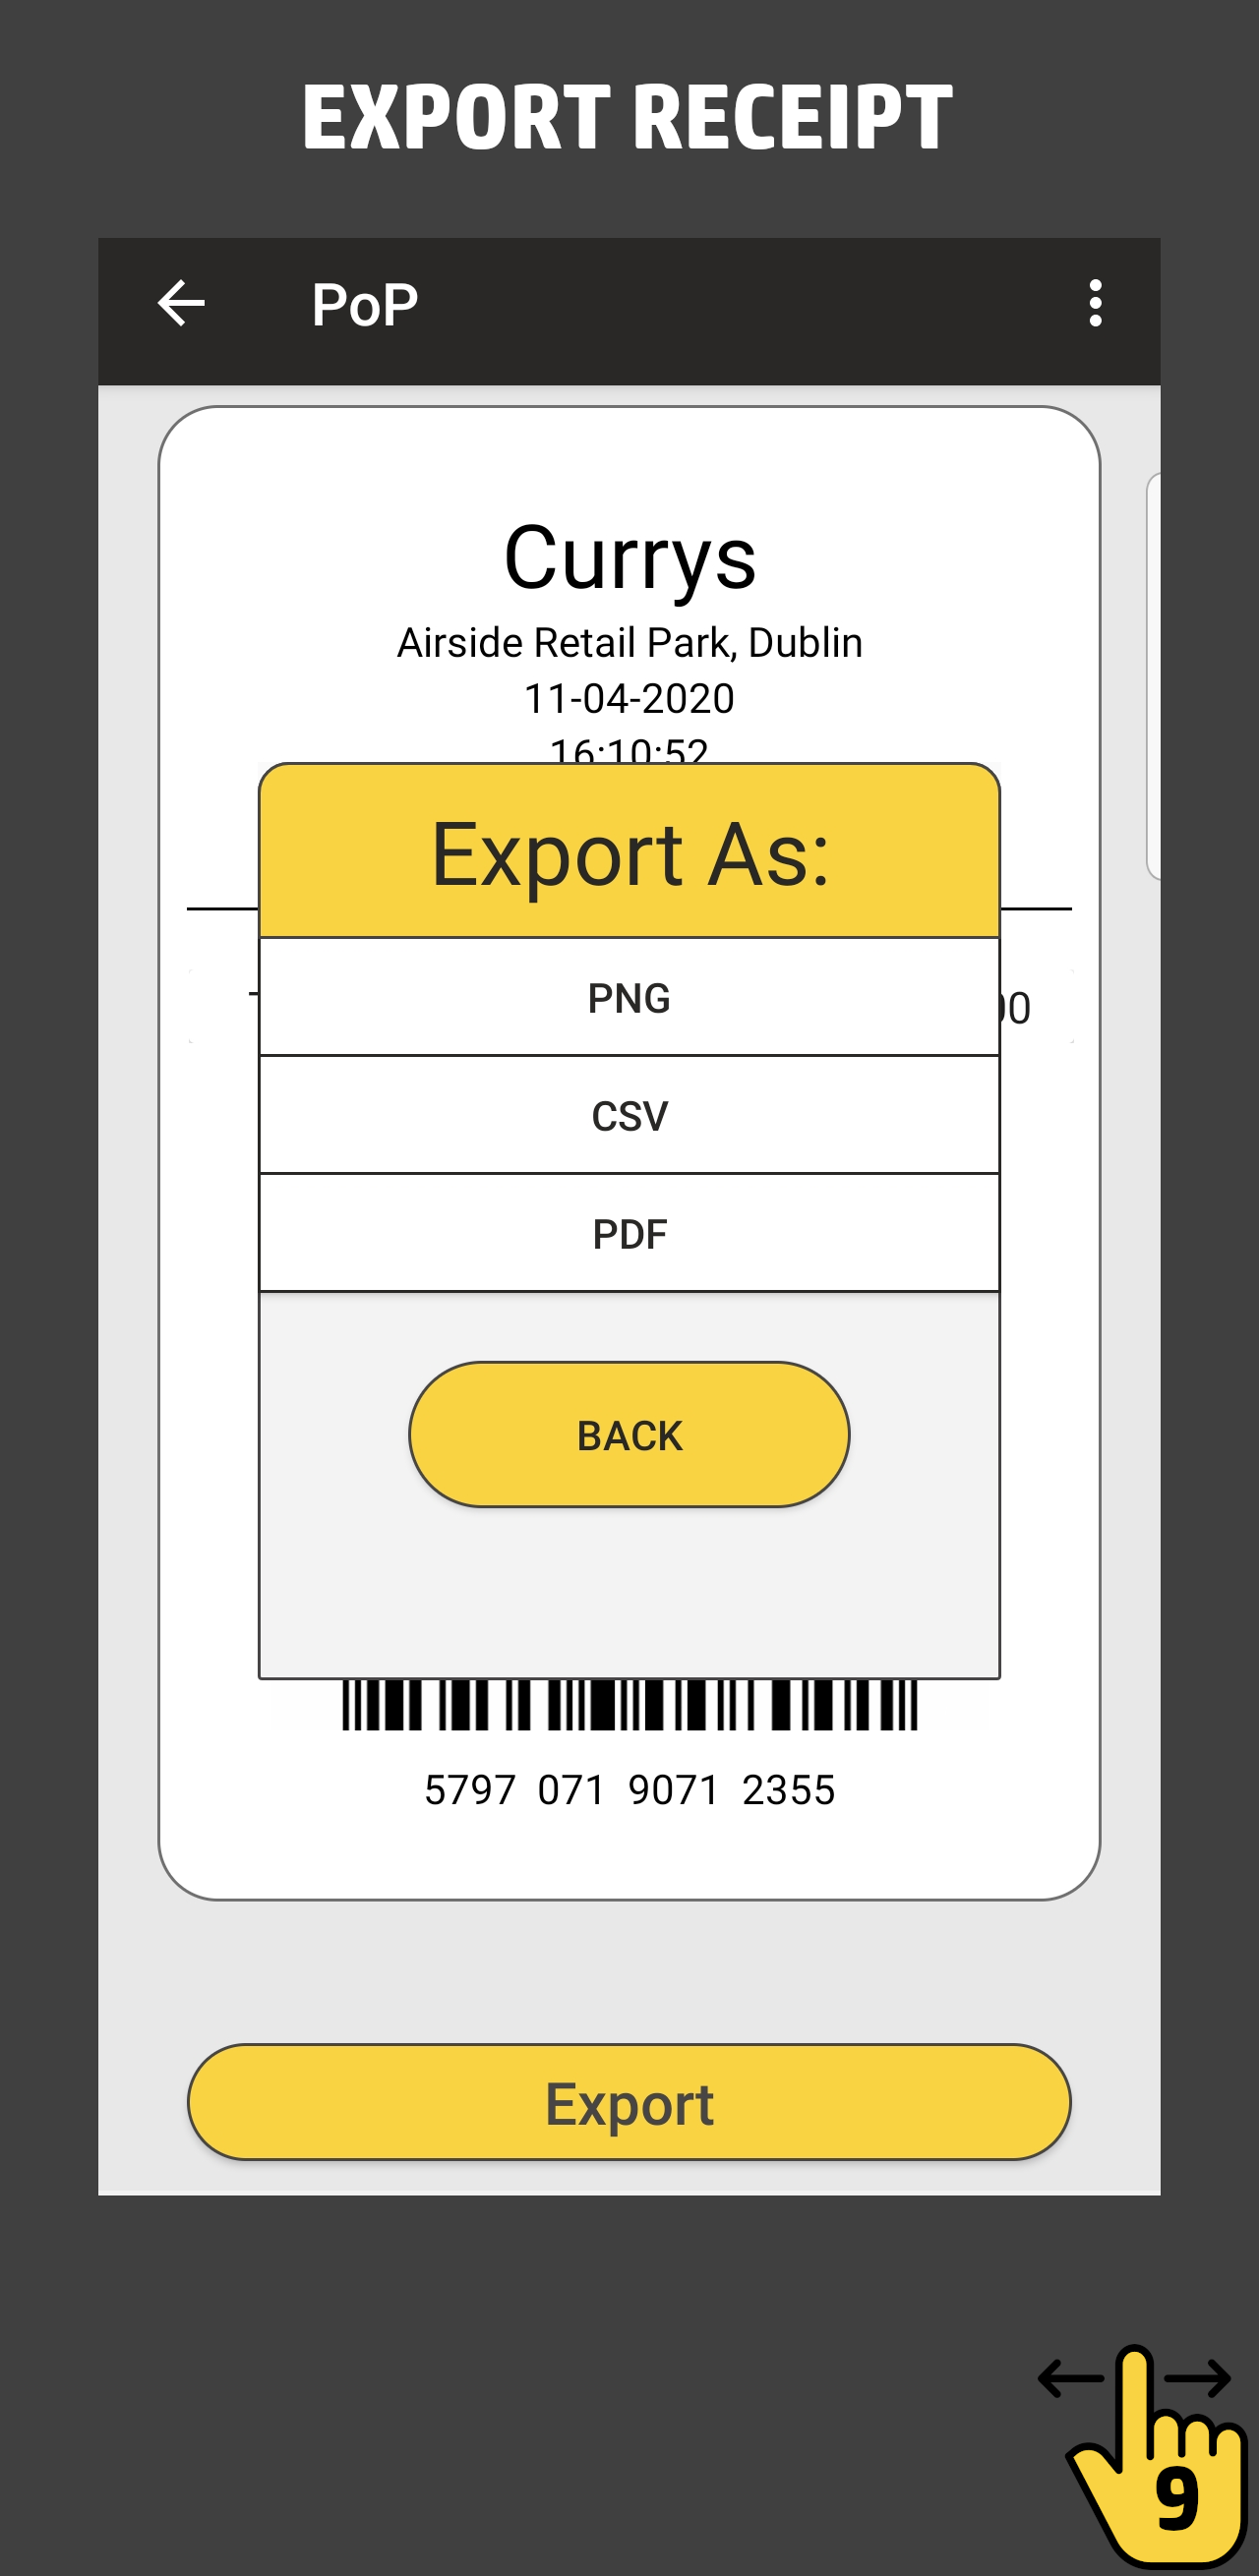 EXPORT RECEIPT
PoP
Currys
Airside Retail Park, Dublin
11-04-2020
16:10:52
Export As:
PNG
CSV
PDF
BACK
5797 071 9071 2355
Export
9